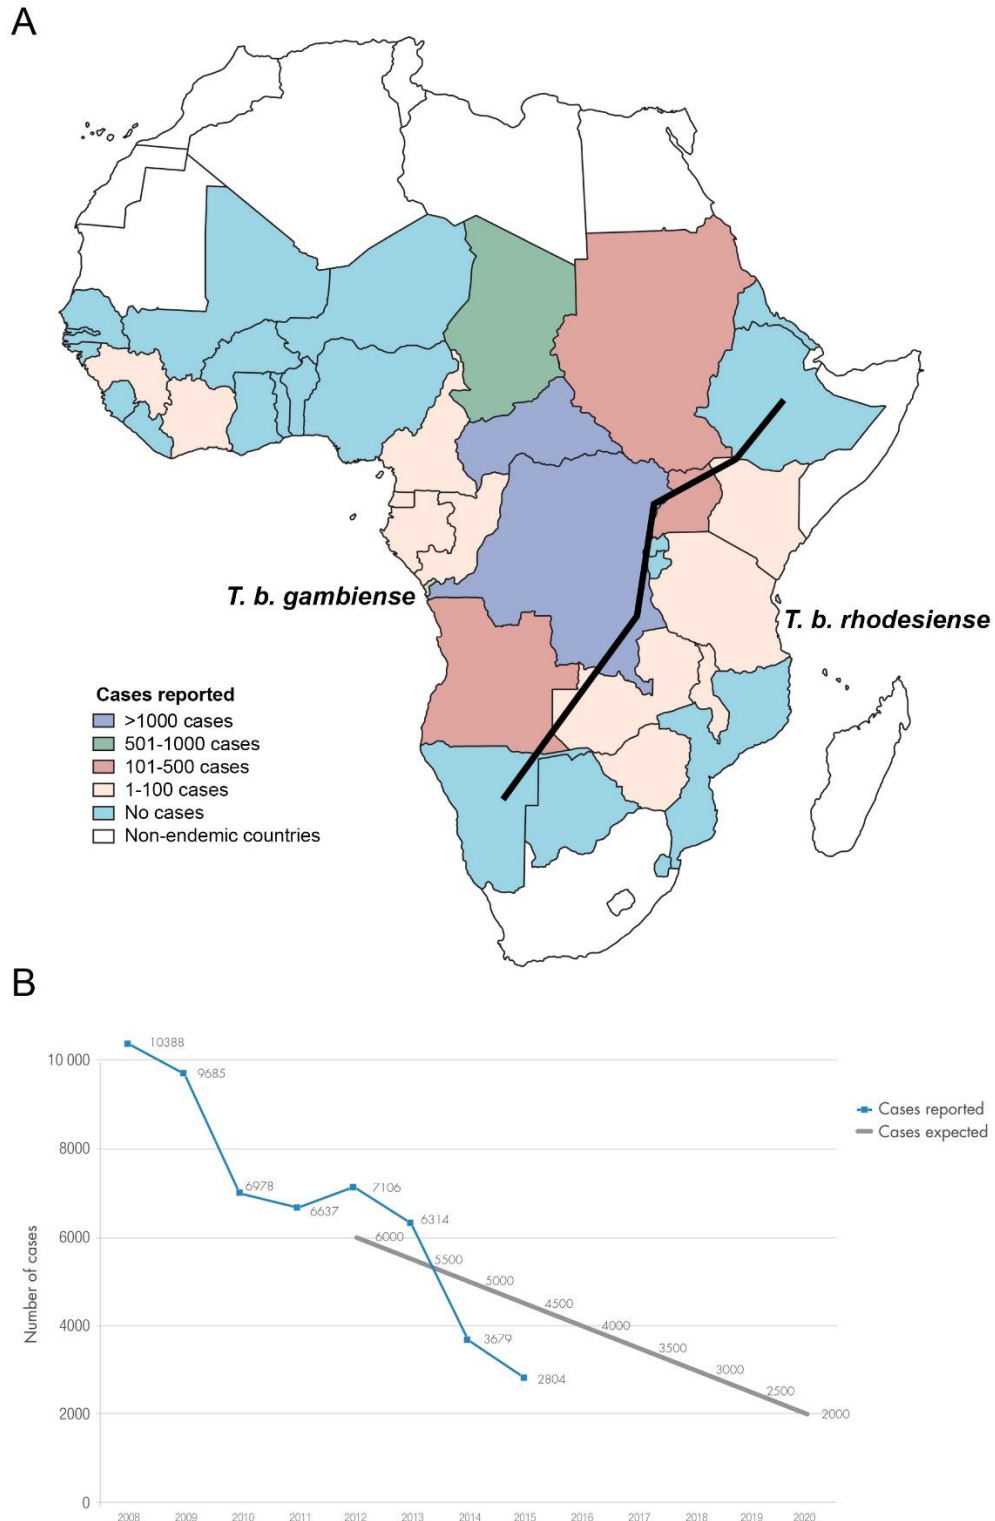 A
T. b. gambiense
T. b. rhodesiense
Cases reported
>1000 cases
501-1000 cases
101-500 cases
1-100 cases
No cases
Non-endemic countries
B
10388
10 000
9685
Cases reported
Cases expected
8000
6978
7106
6637
6314
6000
6000
5500
5000
4500
4000
4000
3679
3500
3000
2804
2500
2000
2000
0
Number of cases
2008 2009 2010 2011 2012 2013 2014 2015 2016 2017 2018 2019 2020